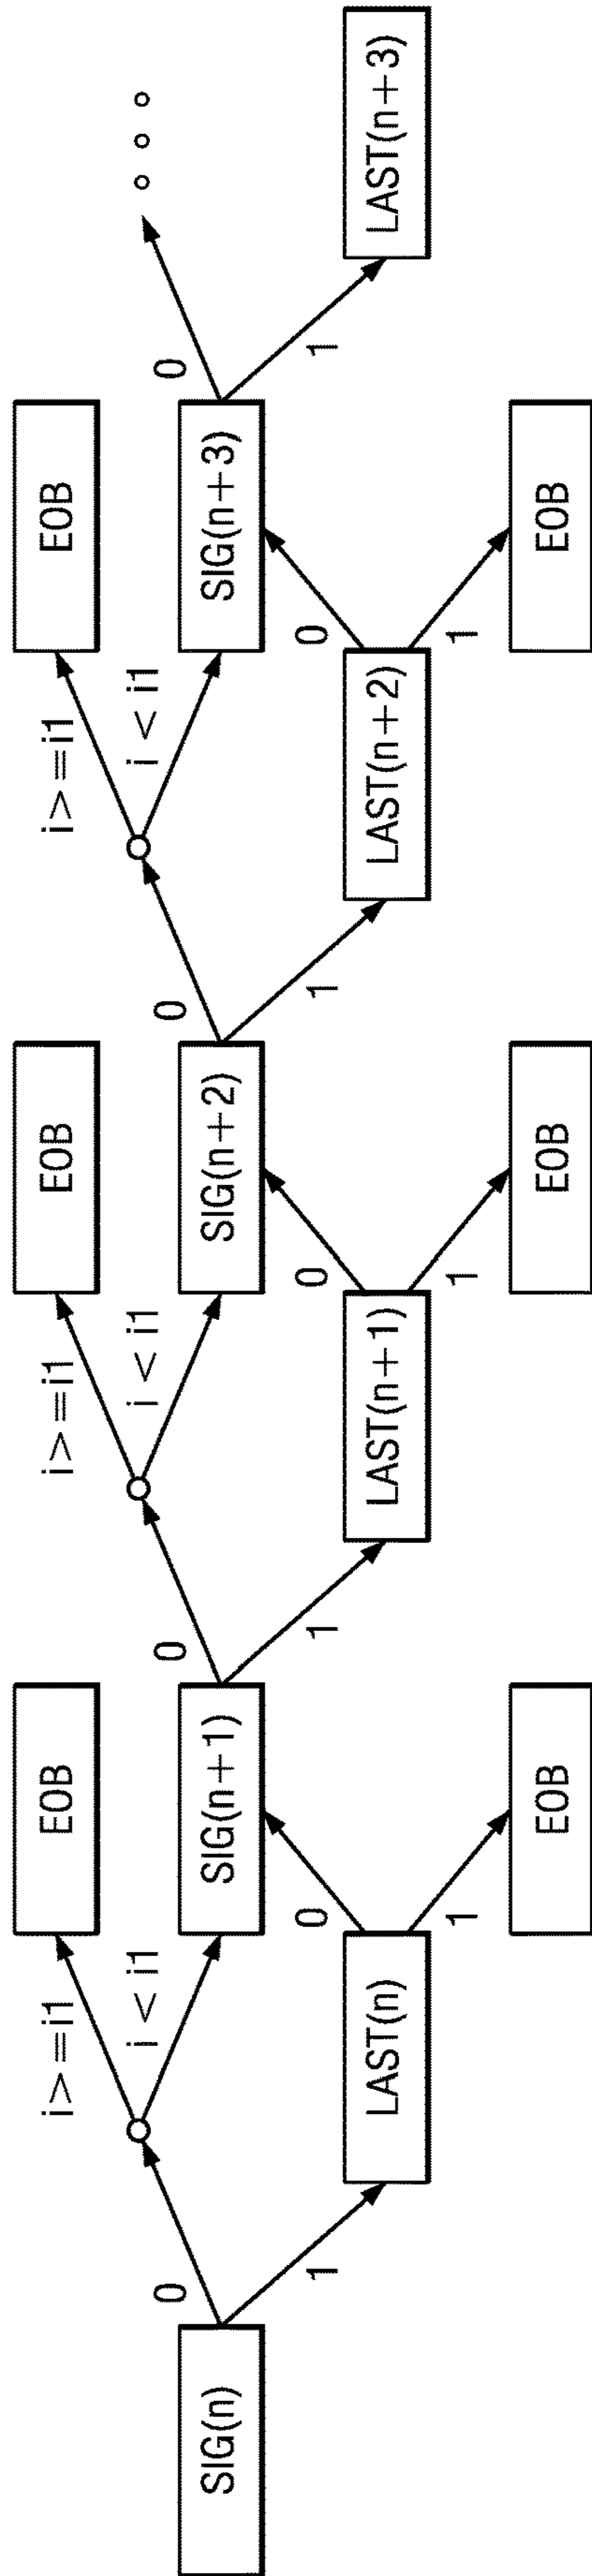 SIG(n)
0
1
i>=i1
i < i1
LAST(n)
EOB
SIG(n+1)
0
1
EOB
0
1
i>=i1
i < i1
LAST(n+1)
EOB
SIG(n+2)
0
1
EOB
0
1
i>=i1
i < i1
LAST(n+2)
EOB
SIG(n+3)
0
1
EOB
0
1
LAST(n+3)